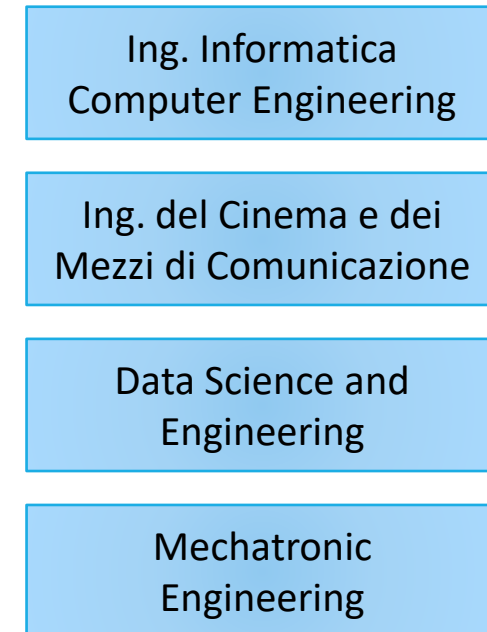 Ing. Informatica
Computer Engineering
Ing. del Cinema e dei
Mezzi di Comunicazione
Data Science and
Engineering
Mechatronic
Engineering